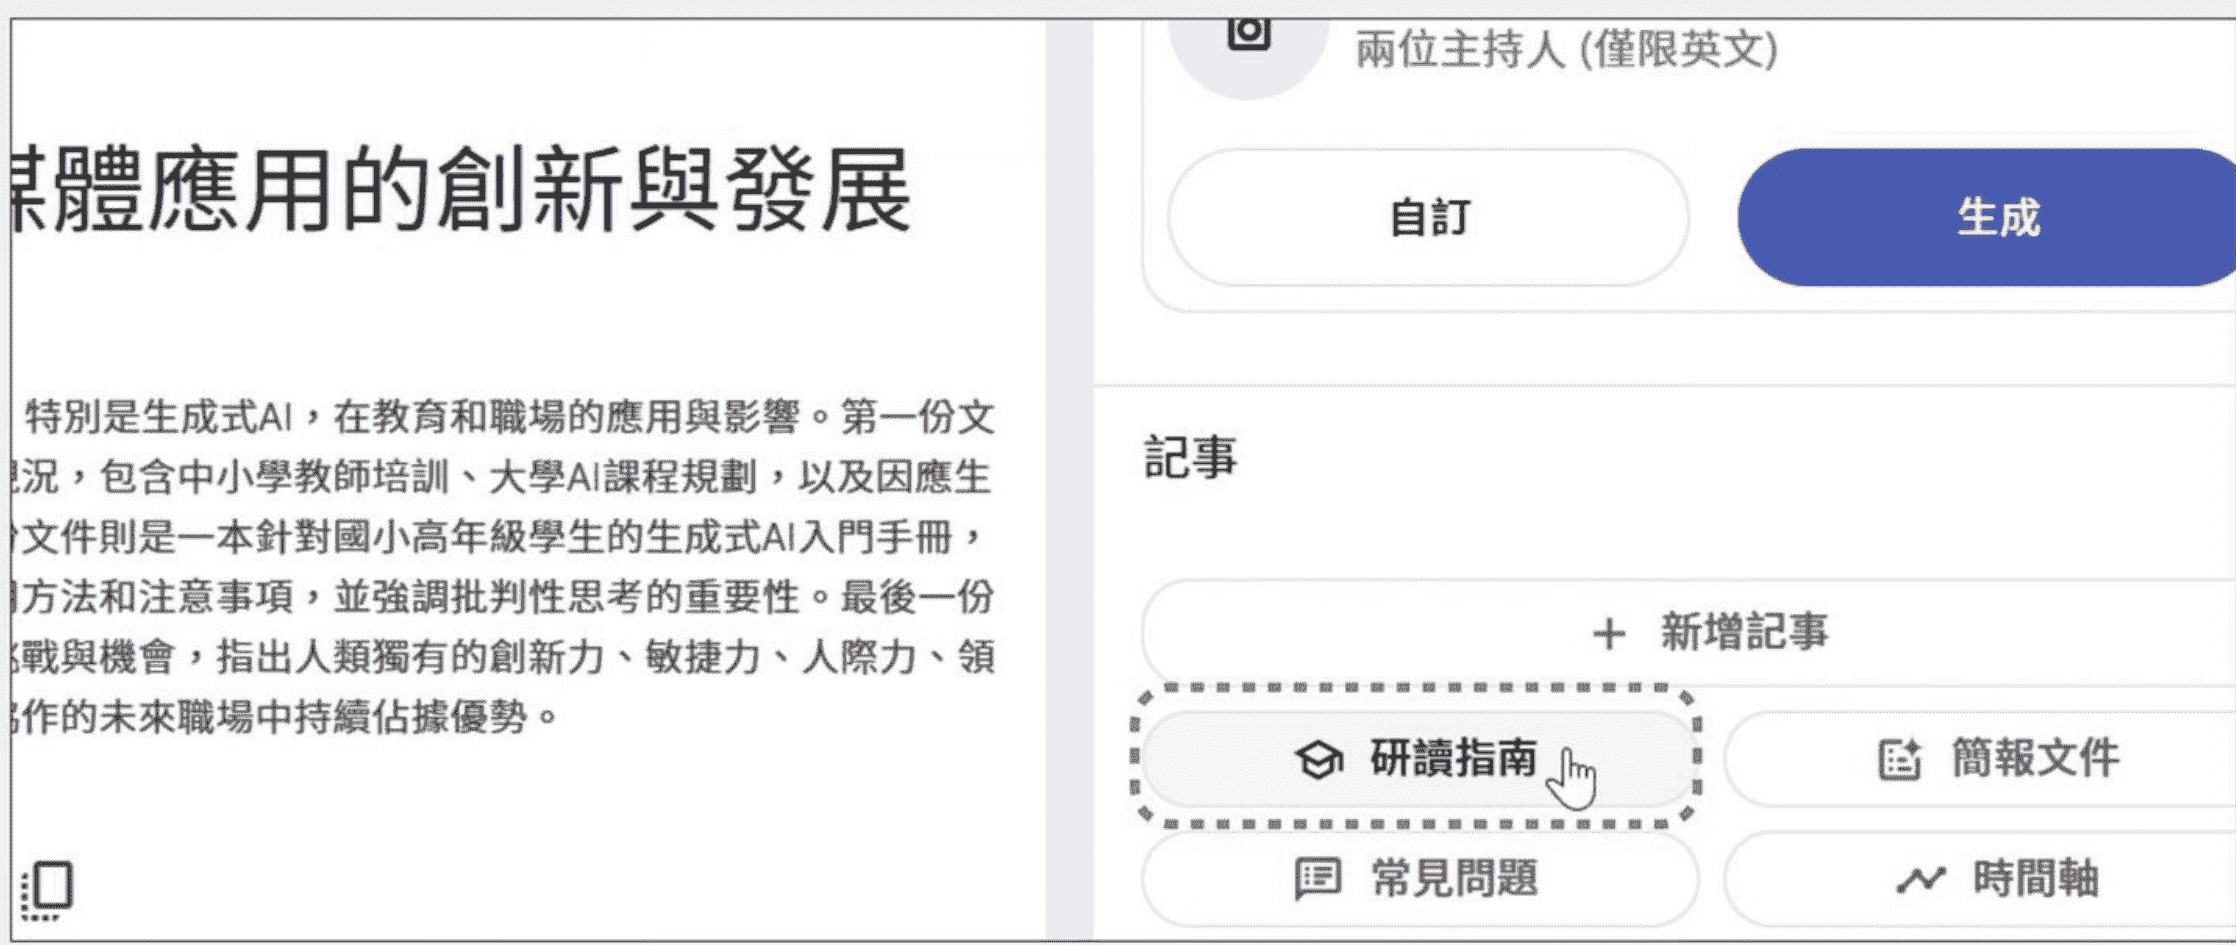 體應用的創新與發展
特別是生成式AI，在教育和職場的應用與影響。第一份文
況，包含中小學教師培訓、大學AI課程規劃，以及因應生
文件則是一本針對國小高年級學生的生成式AI入門手冊，
方法和注意事項，並強調批判性思考的重要性。最後一份
戰與機會，指出人類獨有的創新力、敏捷力、人際力、領
作的未來職場中持續佔據優勢。
兩位主持人 (僅限英文)
自訂
生成
記事
+ 新增記事
研讀指南
簡報文件
常見問題
時間軸